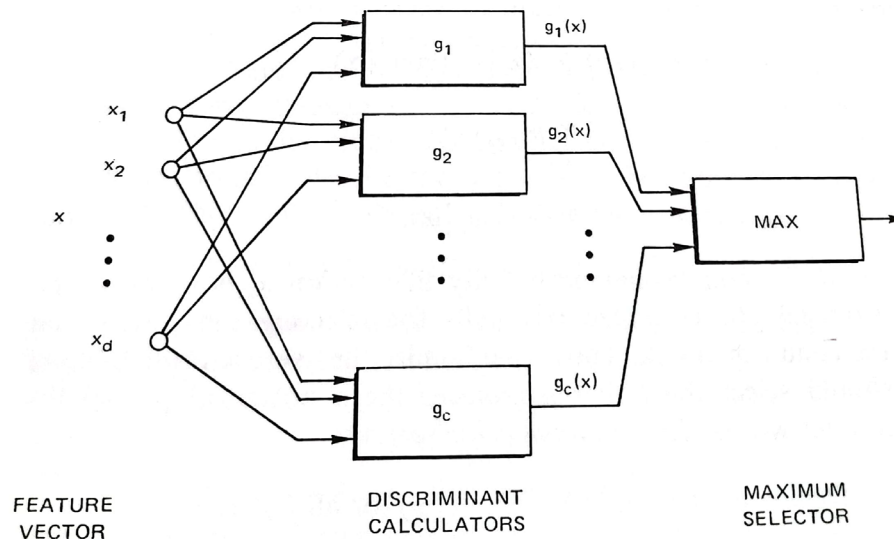 g1
g1(x)
x1
g2
g2(x)
x2
x
MAX
xd
gc
gc(x)
FEATURE
VECTOR
DISCRIMINANT
CALCULATORS
MAXIMUM
SELECTOR